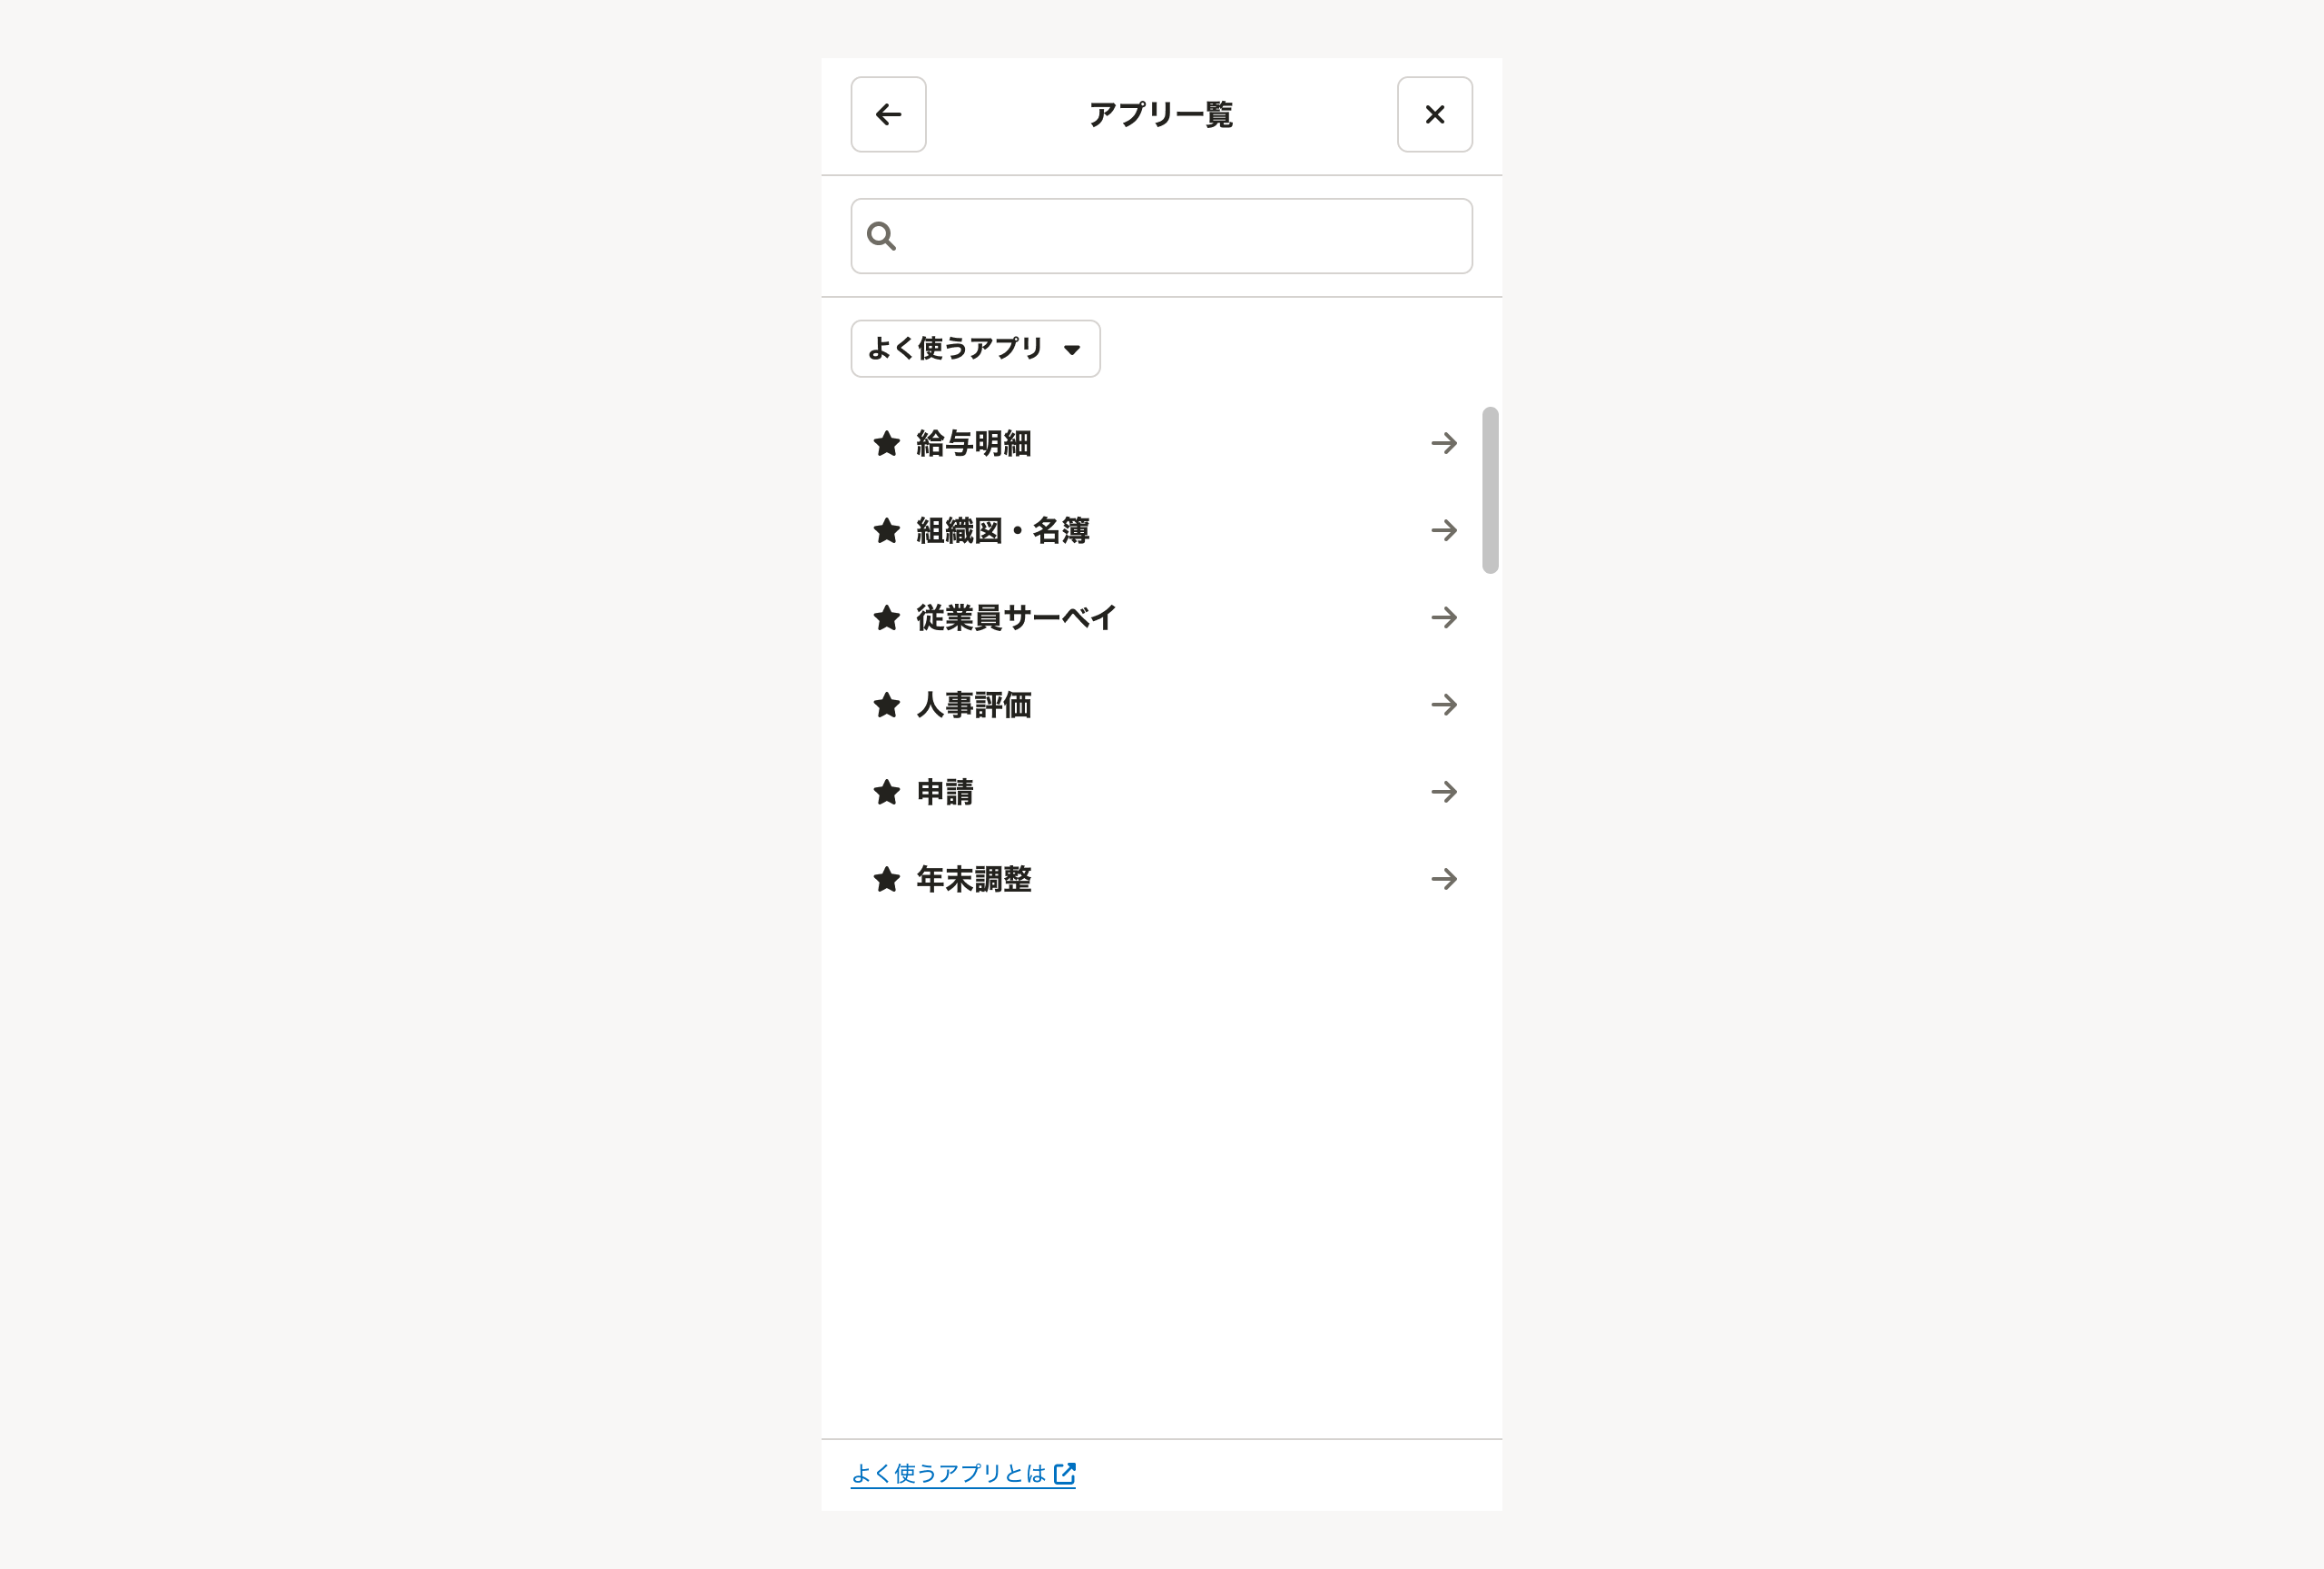 アプリ一覧
よく使うアプリ
給与明細
組織図・名簿
従業員サーベイ
人事評価
申請
年末調整
よく使うアプリとは